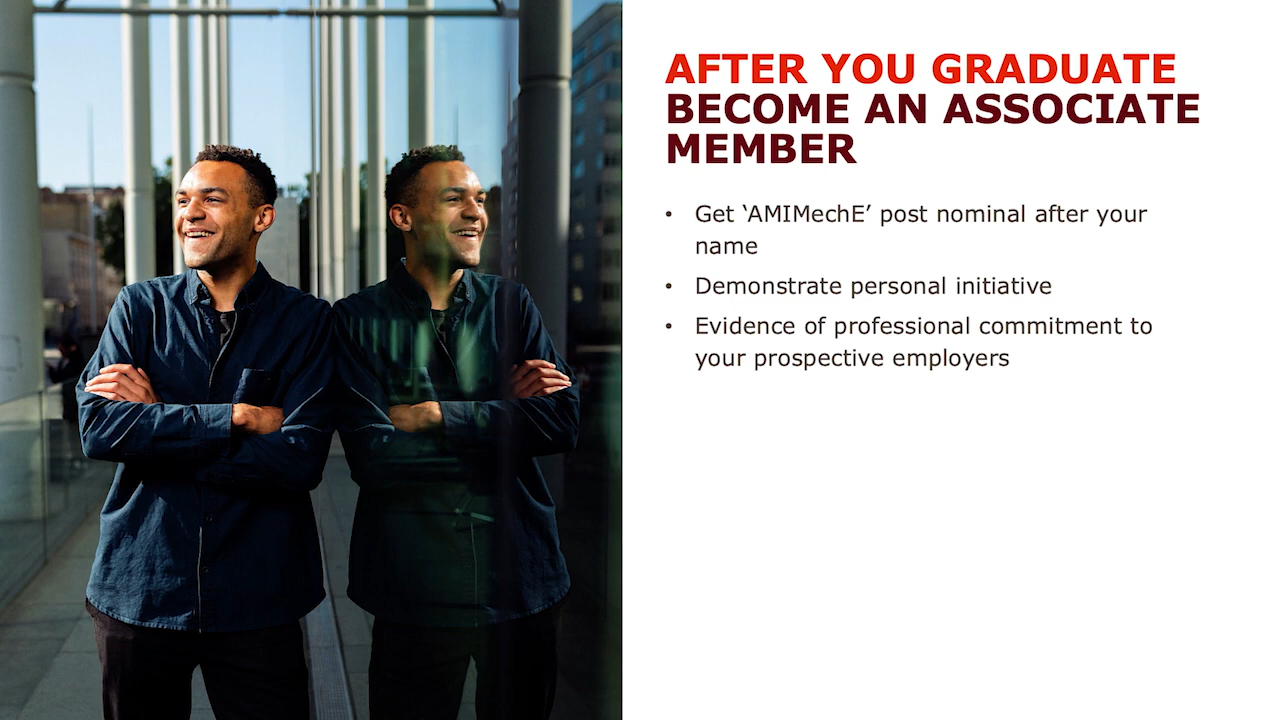 AFTER YOU GRADUATE
BECOME AN ASSOCIATE
MEMBER
• Get ‘AMIMechE’ post nominal after your
name
• Demonstrate personal initiative
• Evidence of professional commitment to
your prospective employers